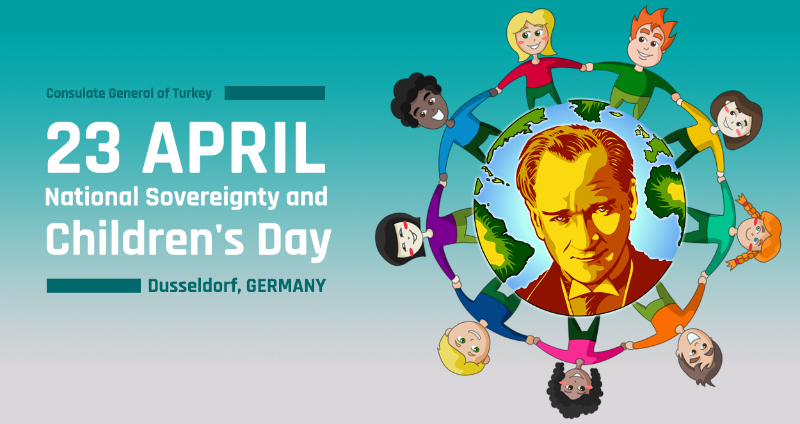 Consulate General of Turkey
23 APRIL
National Sovereignty and
Children's Day
Dusseldorf, GERMANY